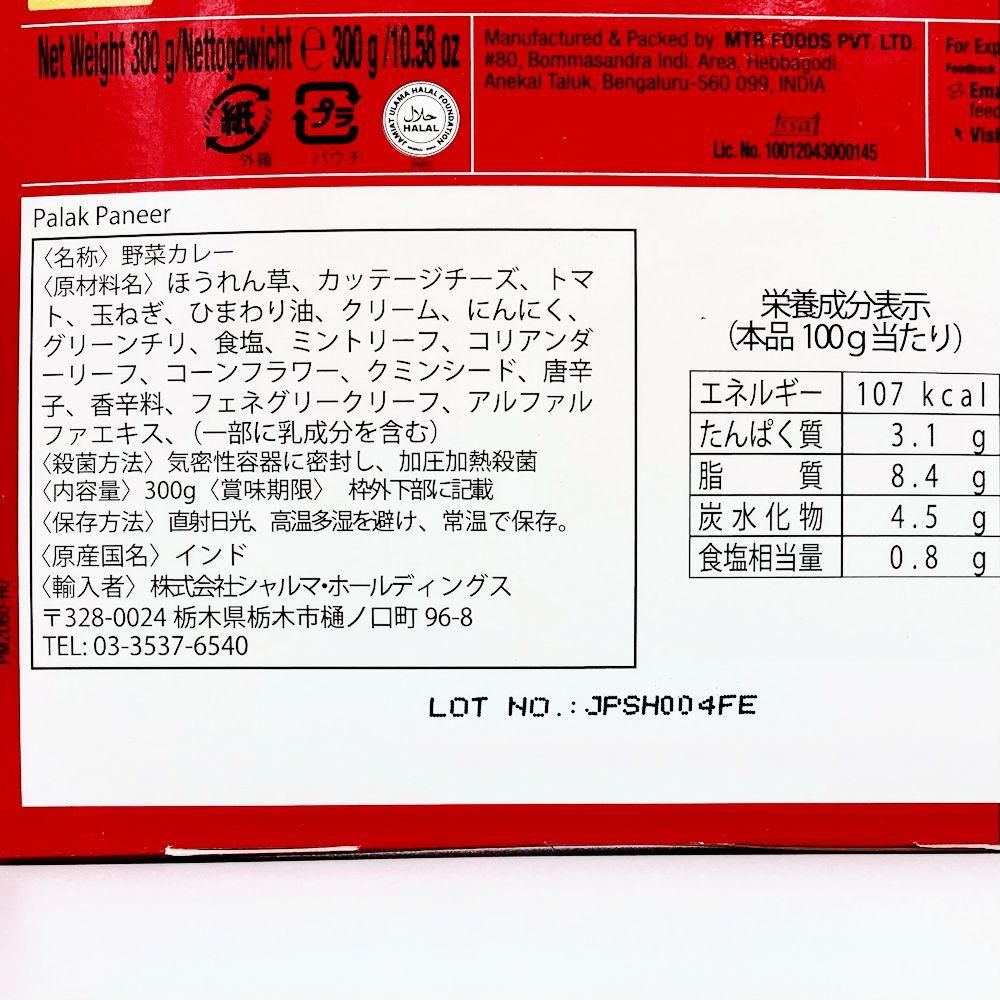 Net Weight 300 g/Nettogewicht ℮ 300 g /10.58 oz
紙
外箱
プラ
パウチ
JAMIAT ULAMA HALAL FOUNDATION
حلال
HALAL
Manufactured & Packed by: MTR FOODS PVT. LTD.
#80, Bommasandra Indl. Area, Hebbagodi.
Anekal Taluk, Bengaluru-560 099, INDIA
fssai
Lic. No. 10012043000145
For
Feedback
Palak Paneer
〈名称〉野菜カレー
〈原材料名〉ほうれん草、カッテージチーズ、トマ
ト、玉ねぎ、ひまわり油、クリーム、にんにく、
グリーンチリ、食塩、ミントリーフ、コリアンダ
ーリーフ、コーンフラワー、クミンシード、唐辛
子、香辛料、フェネグリークリーフ、アルファル
ファエキス、（一部に乳成分を含む）
〈殺菌方法〉気密性容器に密封し、加圧加熱殺菌
〈内容量〉300g〈賞味期限〉 枠外下部に記載
〈保存方法〉直射日光、高温多湿を避け、常温で保存。
〈原産国名〉インド
〈輸入者〉株式会社シャルマ・ホールディングス
〒328-0024 栃木県栃木市樋ノ口町 96-8
TEL: 03-3537-6540
栄養成分表示
（本品 100g当たり）
エネルギー 107 kcal
たんぱく質 3.1 g
脂質 8.4 g
炭水化物 4.5 g
食塩相当量 0.8 g
LOT NO.: JPSH004FE